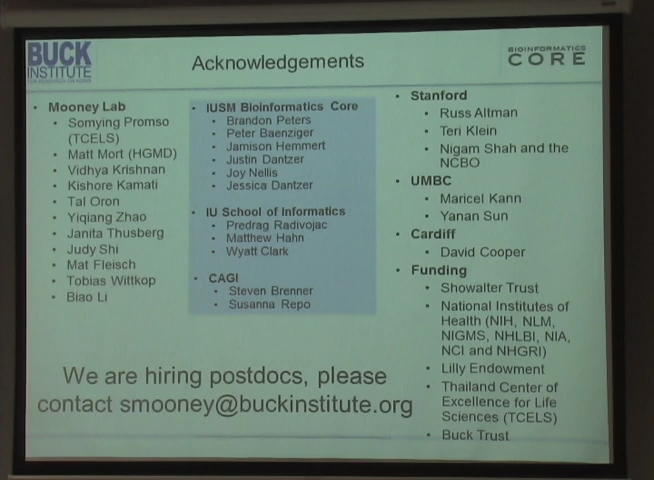 BUCK
INSTITUTE
Acknowledgements
BIOINFORMATICS
CORE
• Mooney Lab
• Somying Promso
(TCELS)
• Matt Mort (HGMD)
• Vidhya Krishnan
• Kishore Kamati
• Tal Oron
• Yiqiang Zhao
• Janita Thusberg
• Judy Shi
• Mat Fleisch
• Tobias Wittkop
• Biao Li
• IUSM Bioinformatics Core
• Brandon Peters
• Peter Baenziger
• Jamison Hemmert
• Justin Dantzer
• Joy Nellis
• Jessica Dantzer
• IU School of Informatics
• Predrag Radivojac
• Matthew Hahn
• Wyatt Clark
• CAGI
• Steven Brenner
• Susanna Repo
• Stanford
• Russ Altman
• Teri Klein
• Nigam Shah and the
NCBO
• UMBC
• Maricel Kann
• Yanan Sun
• Cardiff
• David Cooper
• Funding
• Showalter Trust
• National Institutes of
Health (NIH, NLM,
NIGMS, NHLBI, NIA,
NCI and NHGRI)
• Lilly Endowment
• Thailand Center of
Excellence for Life
Sciences (TCELS)
• Buck Trust
We are hiring postdocs, please
contact smooney@buckinstitute.org